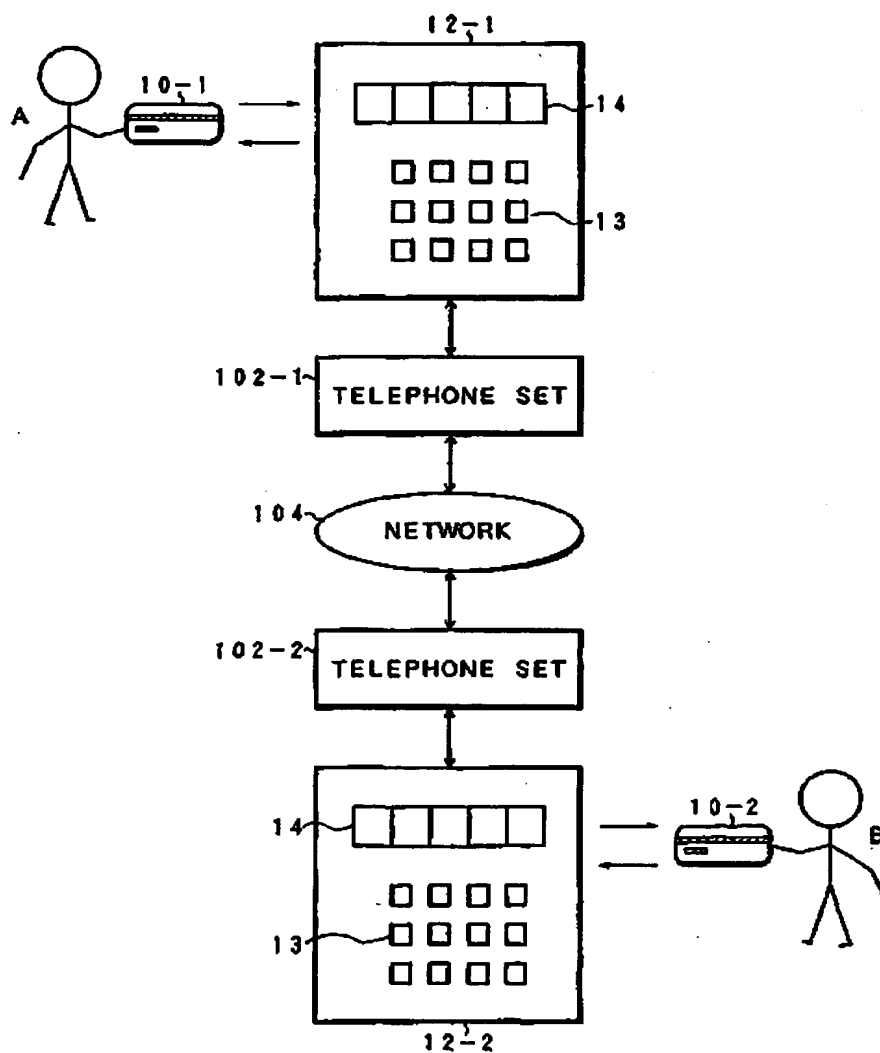 12-1
10-1
A
14
13
102-1
TELEPHONE SET
104
NETWORK
102-2
TELEPHONE SET
10-2
14
B
13
12-2